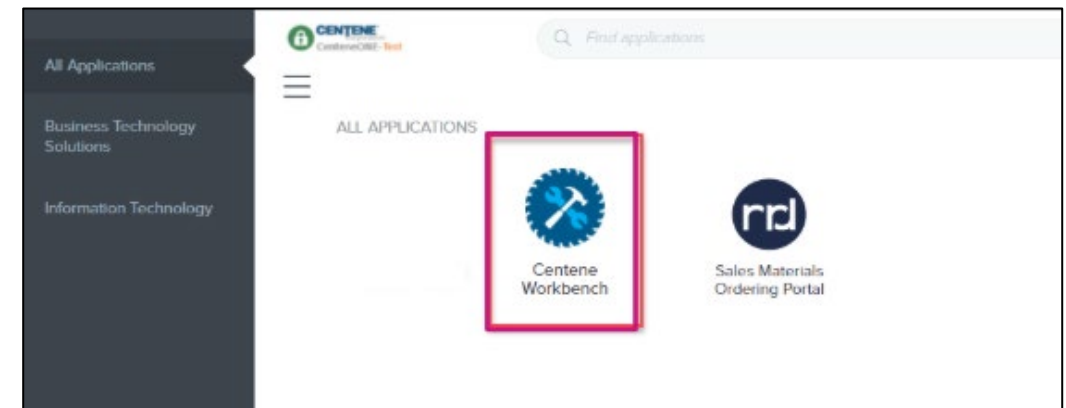 All Applications
Business Technology
Solutions
Information Technology
CENTENE
CenteneONE-Test
Find applications
ALL APPLICATIONS
Centene
Workbench
rrd
Sales Materials
Ordering Portal